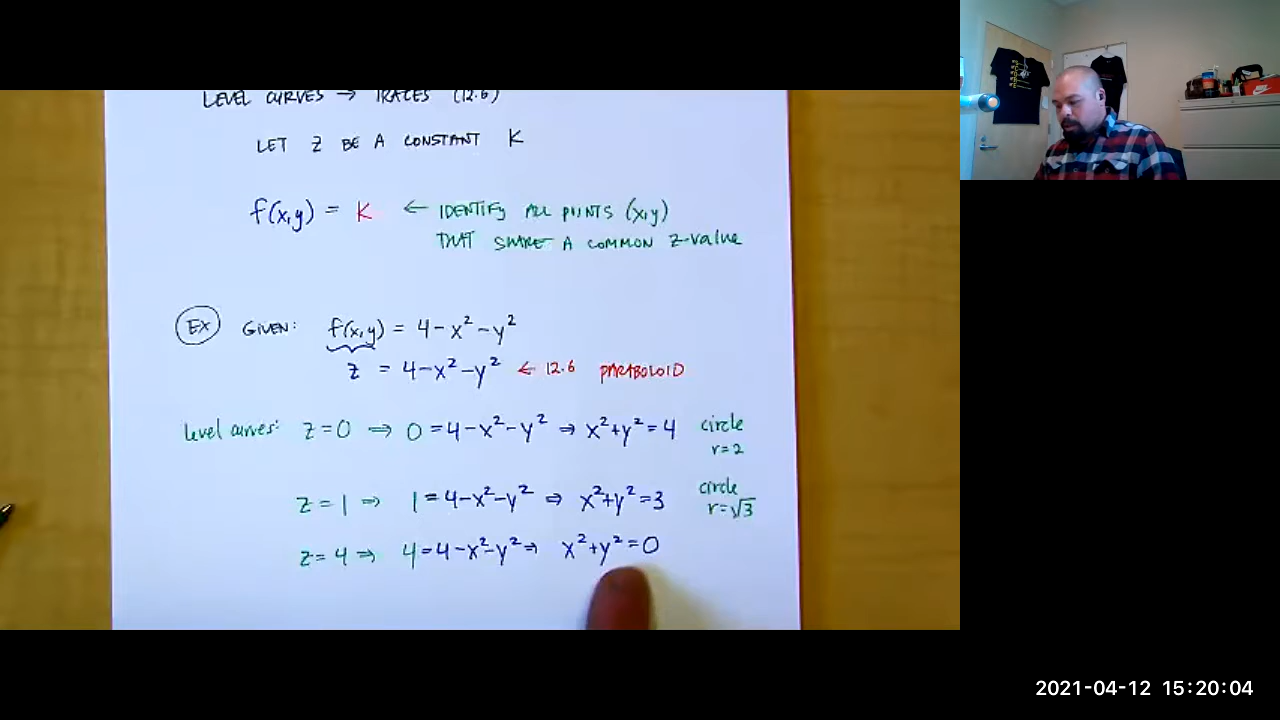 LEVEL CURVES → TRACES (12.6)
LET Z BE A CONSTANT K
f(x,y) = K ← IDENTIFY ALL POINTS (x,y)
THAT SHARE A COMMON Z-value
EX GIVEN: f(x,y) = 4-x²-y²
z = 4-x²-y² ← 12.6 PARABOLOID
level curves: z=0 ⇒ 0=4-x²-y² ⇒ x²+y²=4 circle
r=2
z=1 ⇒ 1=4-x²-y² ⇒ x²+y²=3 circle
r=√3
z=4 ⇒ 4=4-x²-y² ⇒ x²+y²=0
2021-04-12 15:20:04